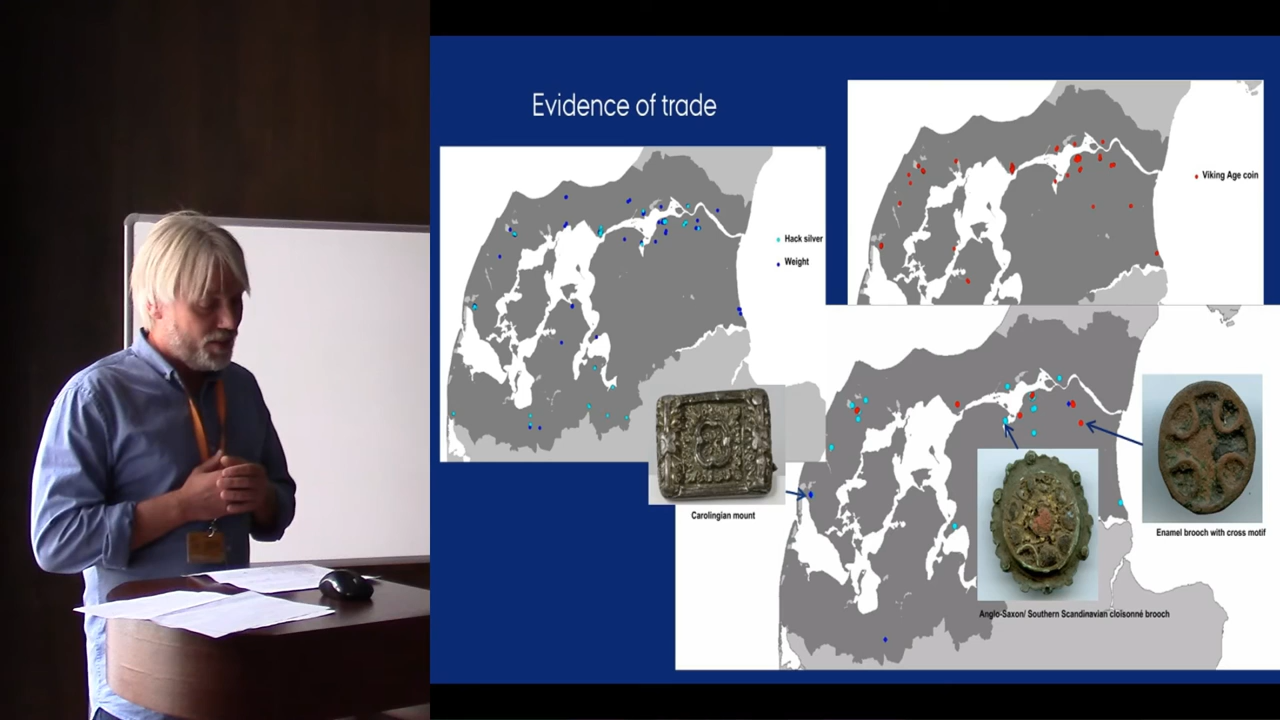 Evidence of trade
Hack silver
Weight
Viking Age coin
Carolingian mount
Enamel brooch with cross motif
Anglo-Saxon/ Southern Scandinavian cloisonné brooch